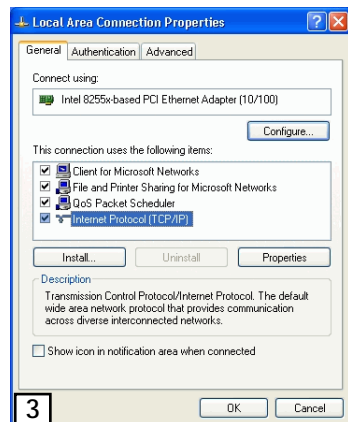 Local Area Connection Properties
General Authentication Advanced
Connect using:
Intel 8255x-based PCI Ethernet Adapter (10/100)
Configure...
This connection uses the following items:
Client for Microsoft Networks
File and Printer Sharing for Microsoft Networks
QoS Packet Scheduler
Internet Protocol (TCP/IP)
Install... Uninstall Properties
Description
Transmission Control Protocol/Internet Protocol. The default
wide area network protocol that provides communication
across diverse interconnected networks.
Show icon in notification area when connected
3
OK Cancel